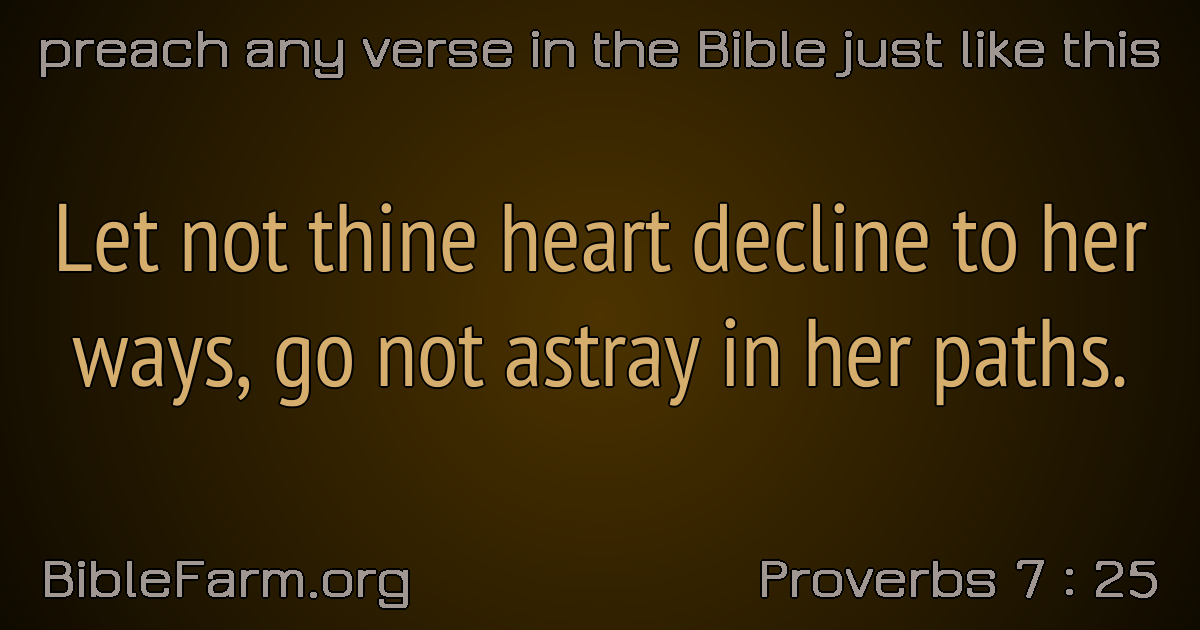 preach any verse in the Bible just like this
Let not thine heart decline to her
ways, go not astray in her paths.
BibleFarm.org
Proverbs 7 : 25